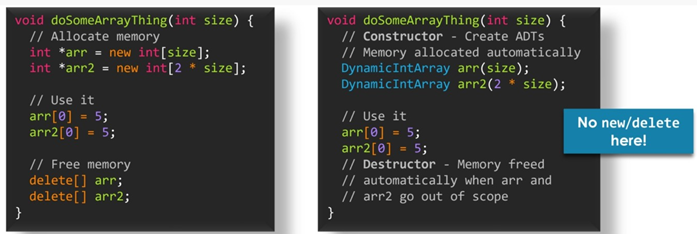 void doSomeArrayThing(int size) {
  // Allocate memory
  int *arr = new int[size];
  int *arr2 = new int[2 * size];

  // Use it
  arr[0] = 5;
  arr2[0] = 5;

  // Free memory
  delete[] arr;
  delete[] arr2;
}
void doSomeArrayThing(int size) {
  // Constructor - Create ADTs
  // Memory allocated automatically
  DynamicIntArray arr(size);
  DynamicIntArray arr2(2 * size);

  // Use it
  arr[0] = 5;
  arr2[0] = 5;
  // Destructor - Memory freed
  // automatically when arr and
  // arr2 go out of scope
}
No new/delete
here!